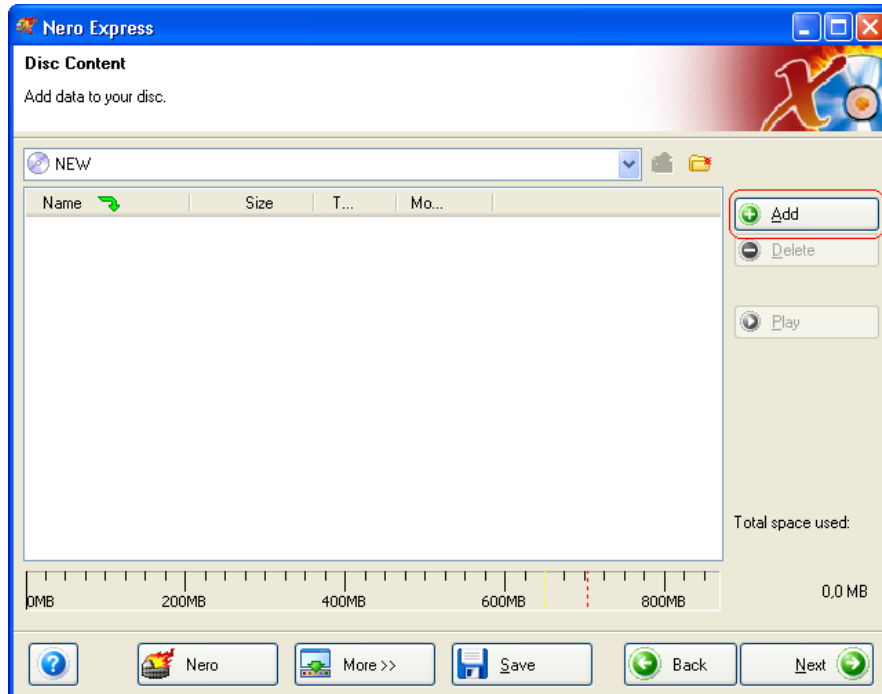 Nero Express
Disc Content
Add data to your disc.
NEW
Name Size T... Mo...
Add
Delete
Play
Total space used:
0MB 200MB 400MB 600MB 800MB
0,0 MB
Nero More >> Save Back Next